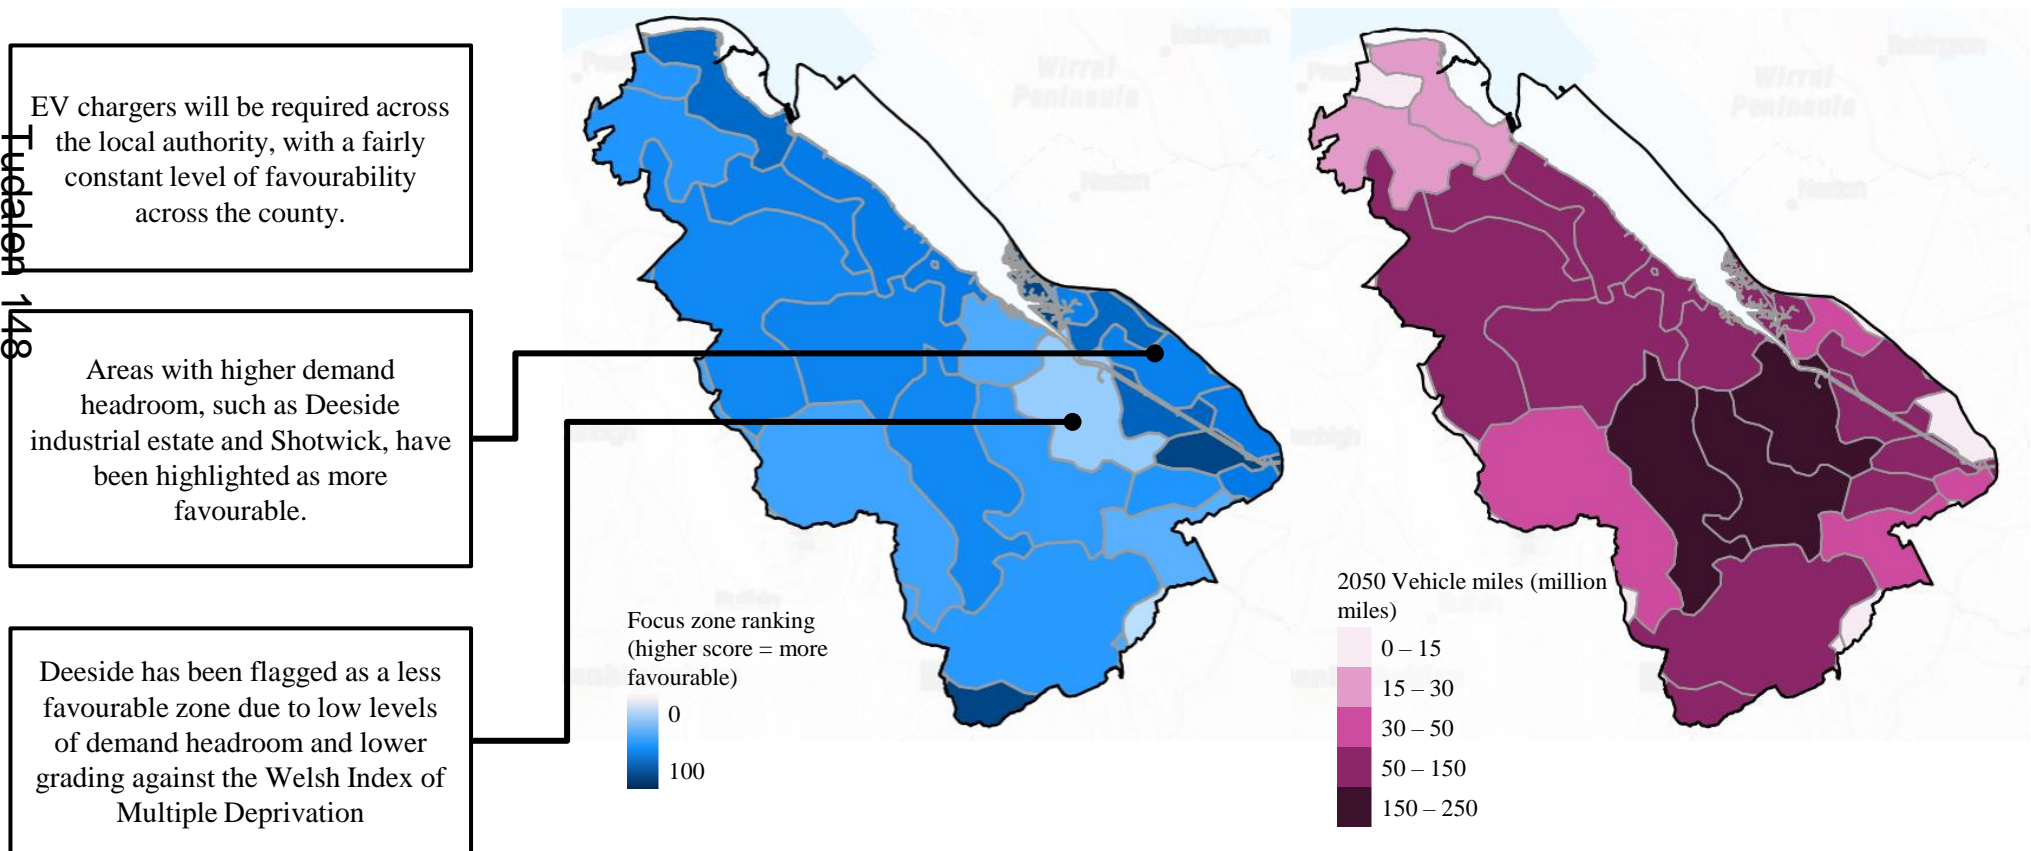 EV chargers will be required across
the local authority, with a fairly
constant level of favourability
across the county.
Tudalen 148
Areas with higher demand
headroom, such as Deeside
industrial estate and Shotwick, have
been highlighted as more
favourable.
Deeside has been flagged as a less
favourable zone due to low levels
of demand headroom and lower
grading against the Welsh Index of
Multiple Deprivation
Wirral
Peninsula
Bebington
Neston
Focus zone ranking
(higher score = more
favourable)
0
100
Wirral
Peninsula
Bebington
Neston
2050 Vehicle miles (million
miles)
0 – 15
15 – 30
30 – 50
50 – 150
150 – 250